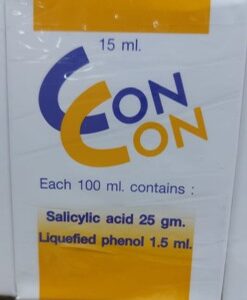 15 ml.
CON
CON
Each 100 ml. contains :
Salicylic acid 25 gm.
Liquefied phenol 1.5 ml.